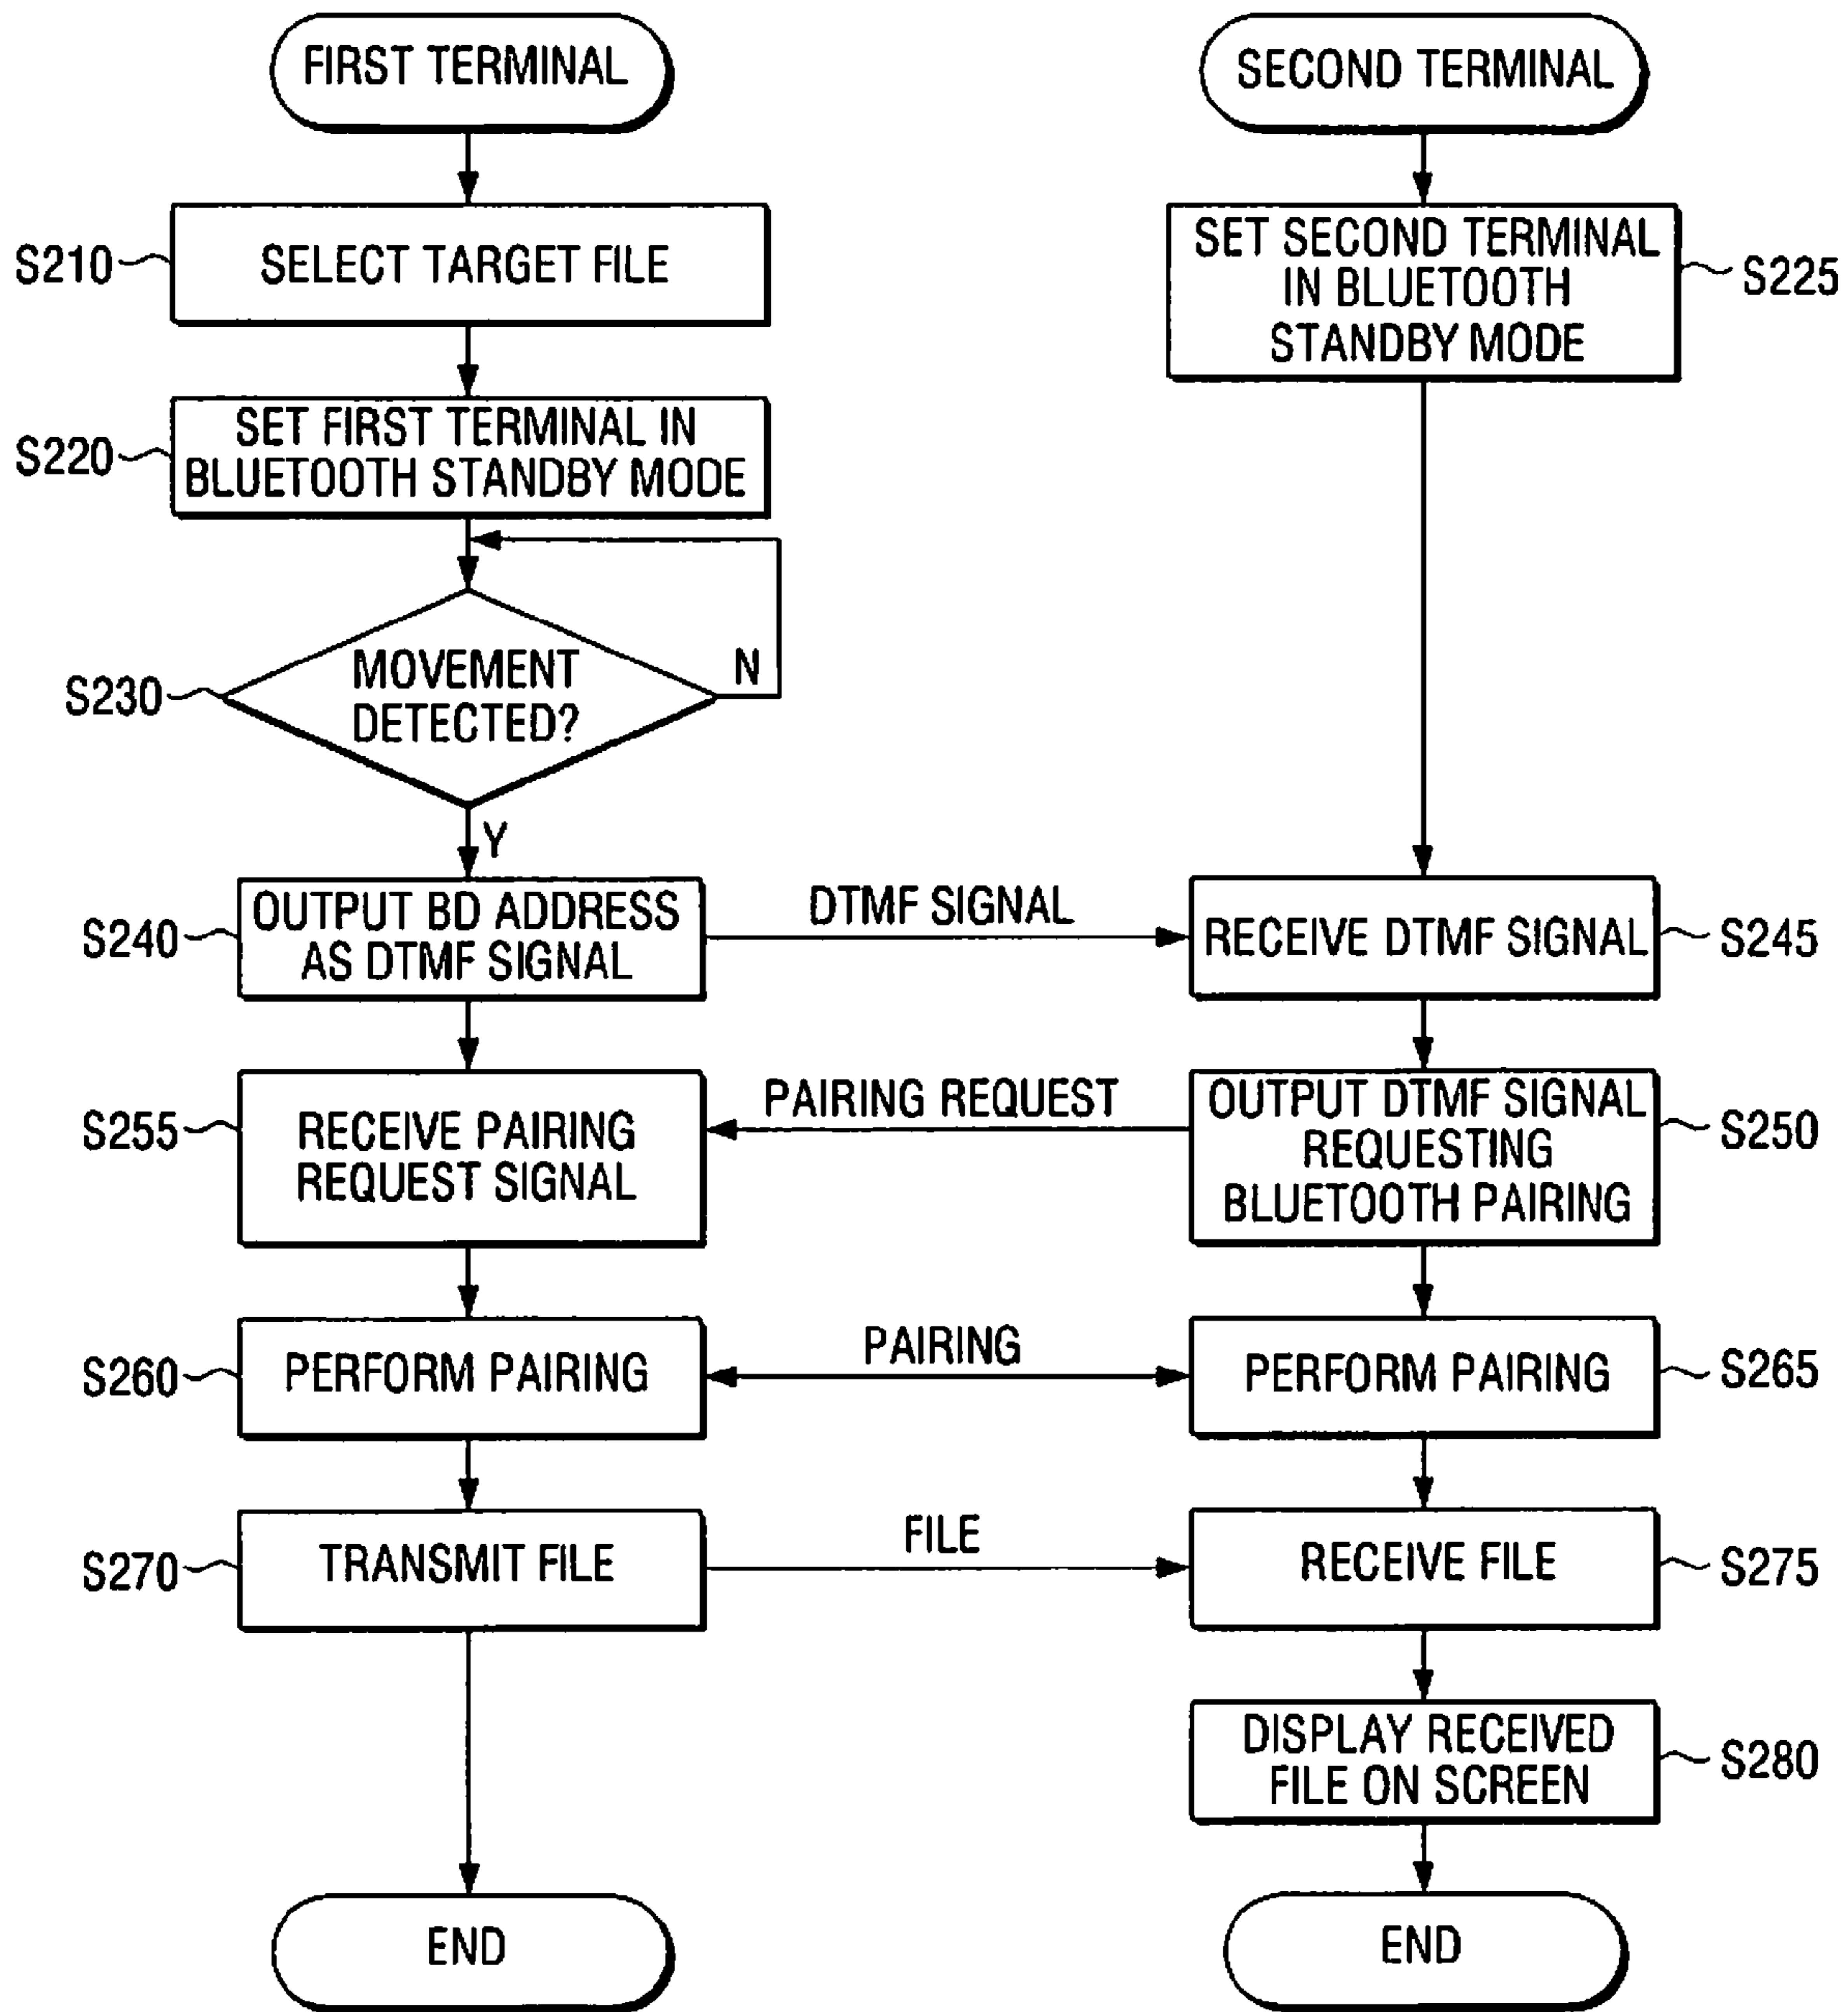 FIRST TERMINAL
SECOND TERMINAL
S210
SELECT TARGET FILE
SET SECOND TERMINAL
IN BLUETOOTH
STANDBY MODE
S225
S220
SET FIRST TERMINAL IN
BLUETOOTH STANDBY MODE
S230
MOVEMENT
DETECTED?
N
Y
S240
OUTPUT BD ADDRESS
AS DTMF SIGNAL
DTMF SIGNAL
RECEIVE DTMF SIGNAL
S245
S255
RECEIVE PAIRING
REQUEST SIGNAL
PAIRING REQUEST
OUTPUT DTMF SIGNAL
REQUESTING
BLUETOOTH PAIRING
S250
S260
PERFORM PAIRING
PAIRING
PERFORM PAIRING
S265
S270
TRANSMIT FILE
FILE
RECEIVE FILE
S275
DISPLAY RECEIVED
FILE ON SCREEN
S280
END
END